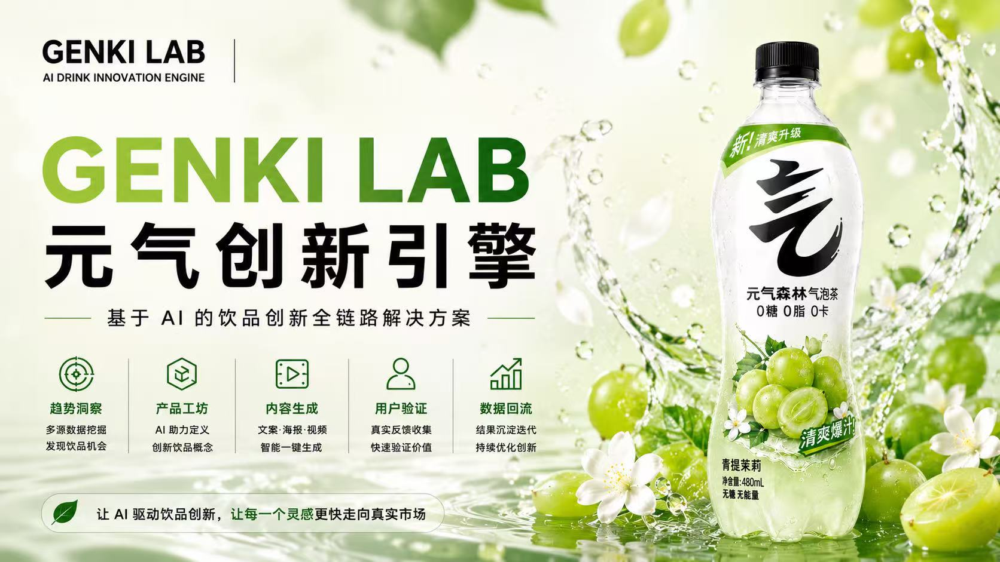 GENKI LAB
AI DRINK INNOVATION ENGINE
GENKI LAB
元气创新引擎
基于 AI 的饮品创新全链路解决方案
趋势洞察
多源数据挖掘
发现饮品机会
产品工坊
AI 助力定义
创新饮品概念
内容生成
文案·海报·视频
智能一键生成
用户验证
真实反馈收集
快速验证价值
数据回流
结果沉淀迭代
持续优化创新
让 AI 驱动饮品创新，让每一个灵感更快走向真实市场
新!清爽升级
气
元气森林气泡茶
0糖 0脂 0卡
清爽爆汁!
青提茉莉
净含量:480mL
无糖 无能量